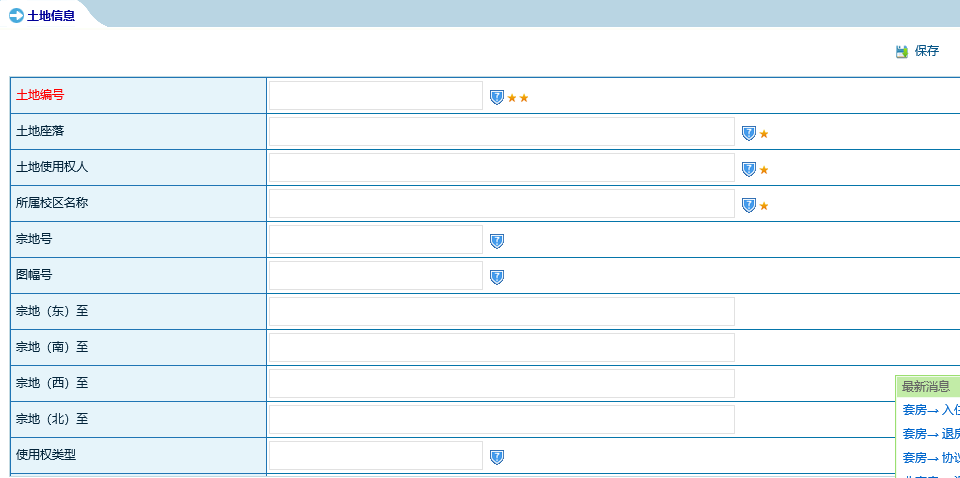 土地信息
保存
土地编号
土地座落
土地使用权人
所属校区名称
宗地号
图幅号
宗地（东）至
宗地（南）至
宗地（西）至
宗地（北）至
使用权类型
最新消息
套房→ 入住
套房→ 退房
套房→ 协议